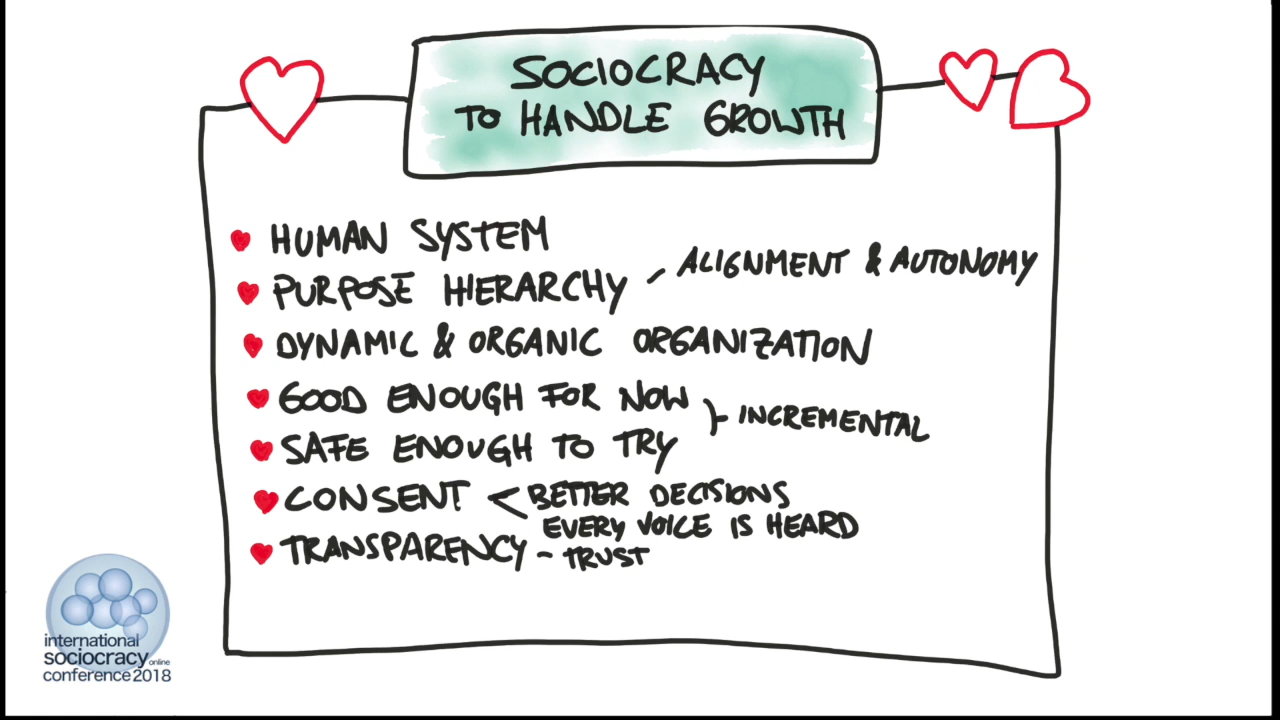 SOCIOCRACY
TO HANDLE GROWTH
HUMAN SYSTEM
PURPOSE HIERARCHY - ALIGNMENT & AUTONOMY
DYNAMIC & ORGANIC ORGANIZATION
GOOD ENOUGH FOR NOW
SAFE ENOUGH TO TRY } - INCREMENTAL
CONSENT < BETTER DECISIONS
EVERY VOICE IS HEARD
TRANSPARENCY - TRUST
international
sociocracy online
conference 2018